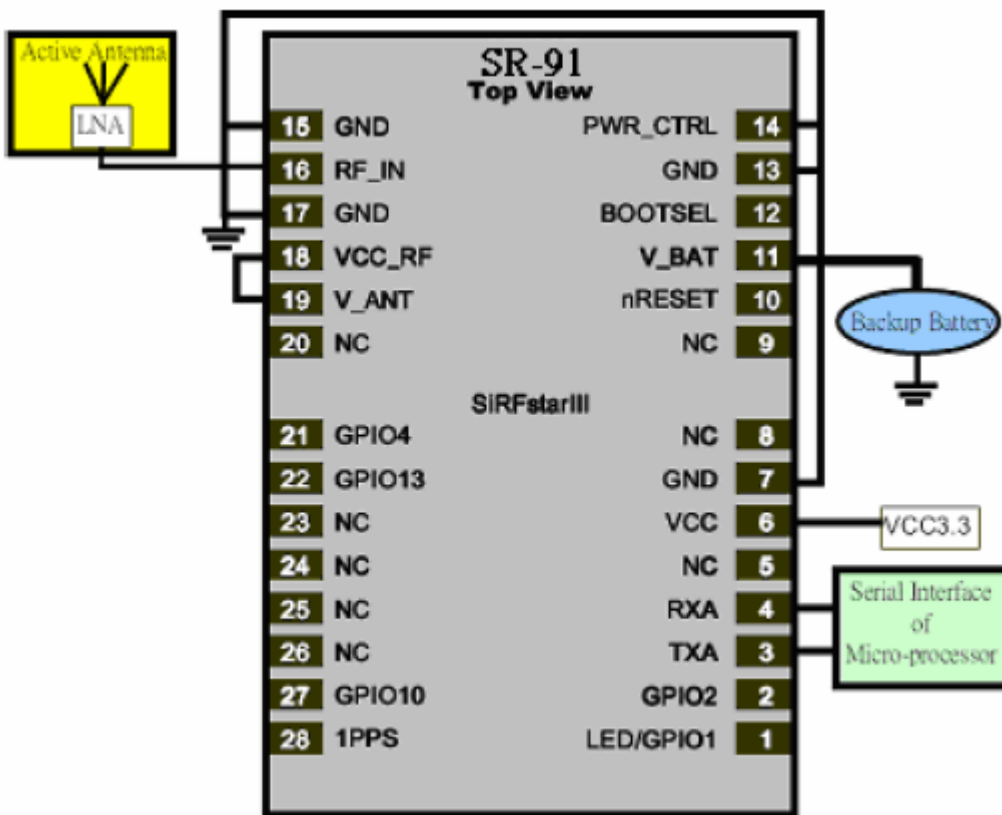 Active Antenna
LNA
SR-91
Top View
15 GND PWR_CTRL 14
16 RF_IN GND 13
17 GND BOOTSEL 12
18 VCC_RF V_BAT 11
19 V_ANT nRESET 10
20 NC NC 9
Backup Battery
SiRFstarIII
21 GPIO4 NC 8
22 GPIO13 GND 7
23 NC VCC 6
VCC3.3
24 NC NC 5
25 NC RXA 4
26 NC TXA 3
27 GPIO10 GPIO2 2
28 1PPS LED/GPIO1 1
Serial Interface
of
Micro-processor